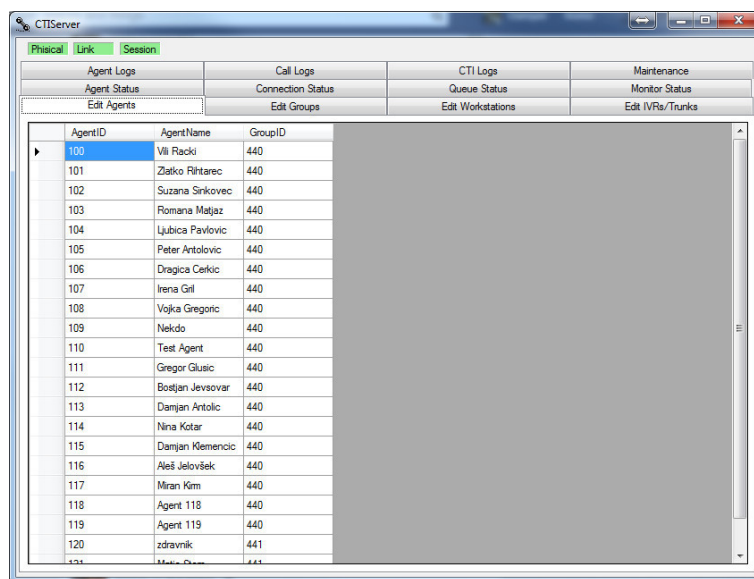 CTIServer
Phisical Link Session
Agent Logs Call Logs CTI Logs Maintenance
Agent Status Connection Status Queue Status Monitor Status
Edit Agents Edit Groups Edit Workstations Edit IVRs/Trunks
AgentID AgentName GroupID
100 Vili Racki 440
101 Zlatko Rihtarec 440
102 Suzana Sinkovec 440
103 Romana Matjaz 440
104 Ljubica Pavlovic 440
105 Peter Antolovic 440
106 Dragica Cerkic 440
107 Irena Gril 440
108 Vojka Gregoric 440
109 Nekdo 440
110 Test Agent 440
111 Gregor Glusic 440
112 Bostjan Jevsovar 440
113 Damjan Antolic 440
114 Nina Kotar 440
115 Damjan Klemencic 440
116 Aleš Jelovšek 440
117 Miran Kirm 440
118 Agent 118 440
119 Agent 119 440
120 zdravnik 441
121 441